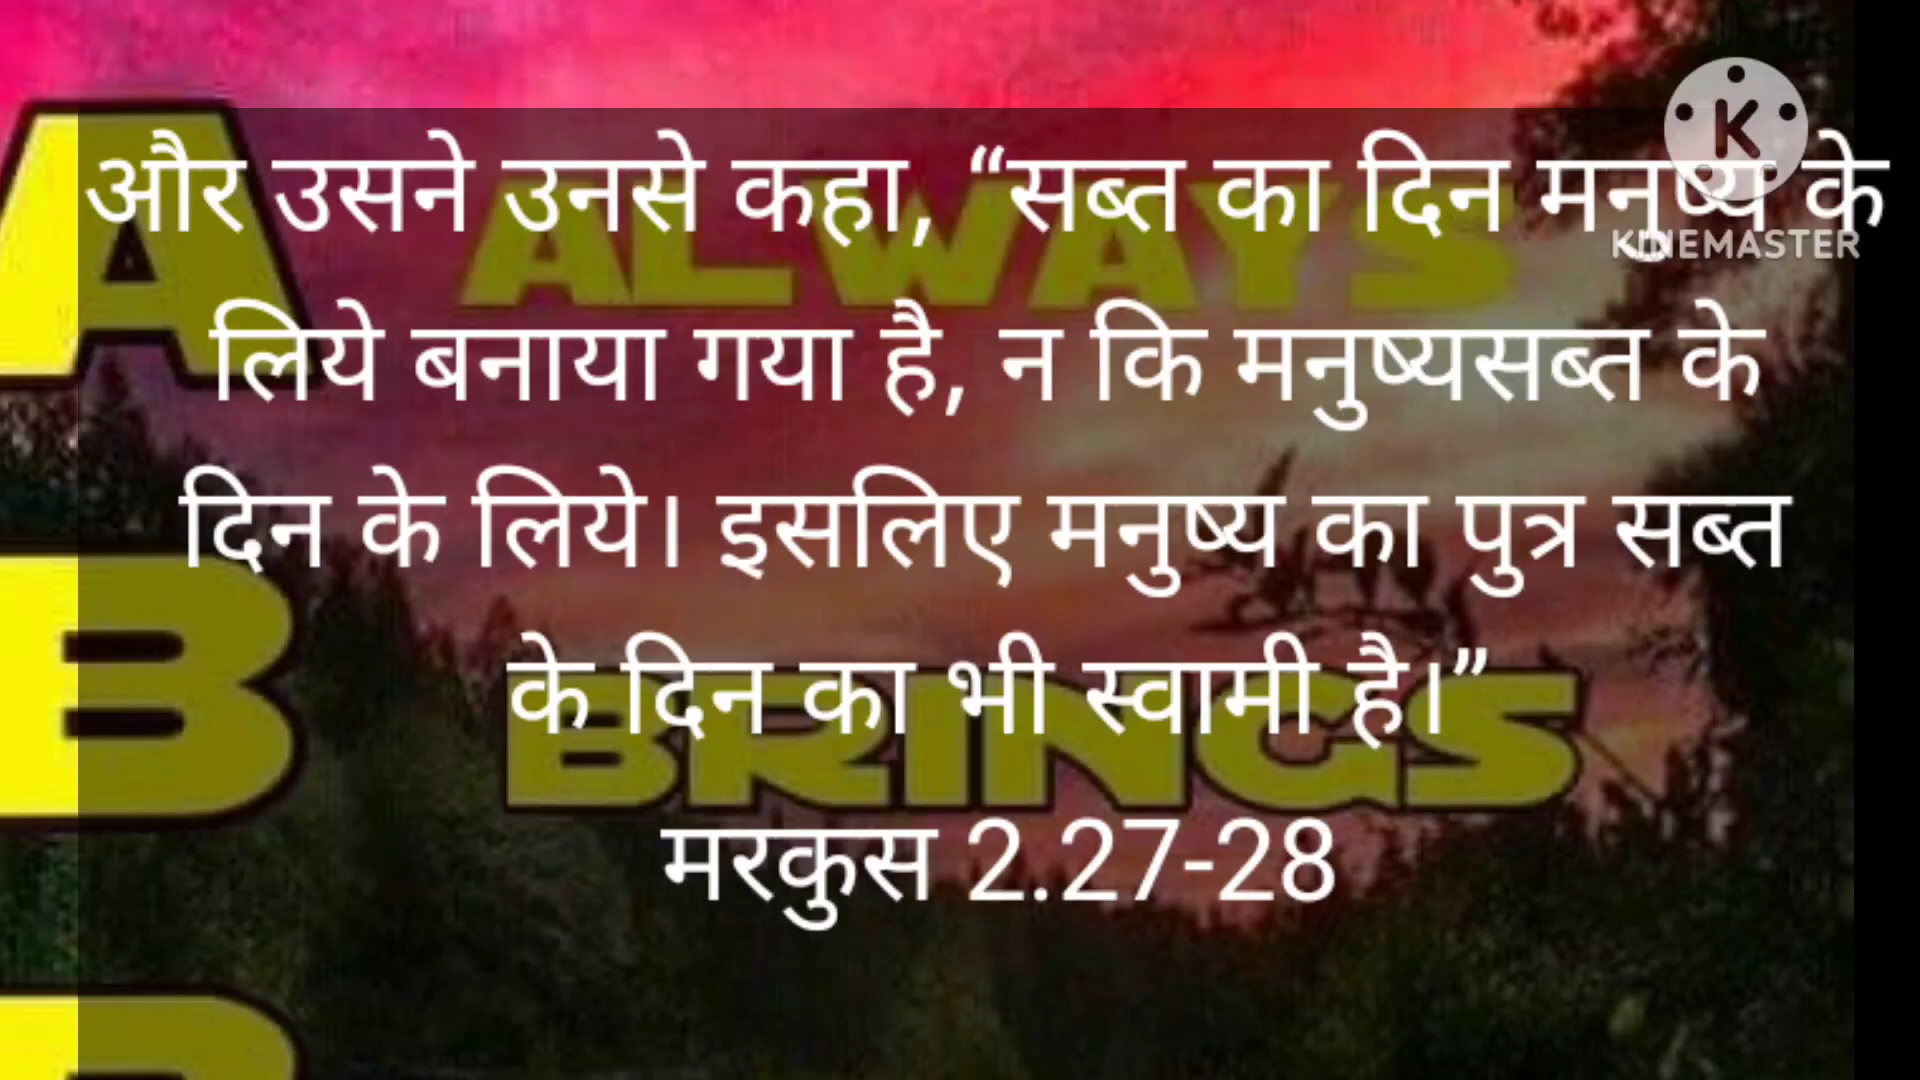 और उसने उनसे कहा, “सब्त का दिन मनुष्य के
लिये बनाया गया है, न कि मनुष्यसब्त के
दिन के लिये। इसलिए मनुष्य का पुत्र सब्त
के दिन का भी स्वामी है।”
मरकुस 2.27-28
A ALWAYS
B BRINGS
K
KINEMASTER